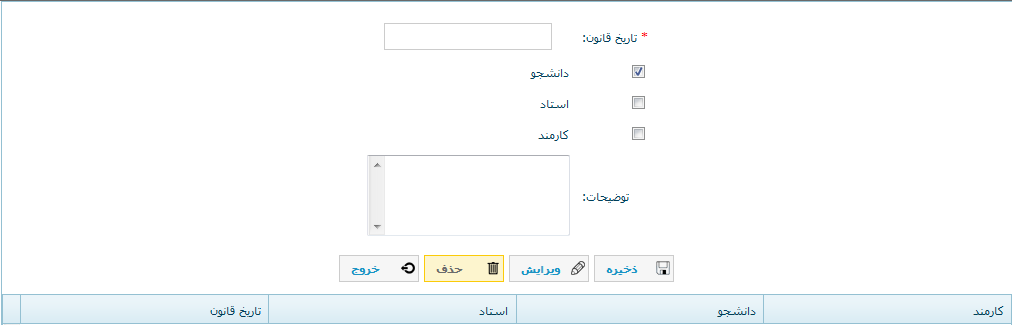 * تاریخ قانون:
دانشجو
استاد
کارمند
توضیحات:
ذخیره ویرایش حذف خروج
کارمند دانشجو استاد تاریخ قانون